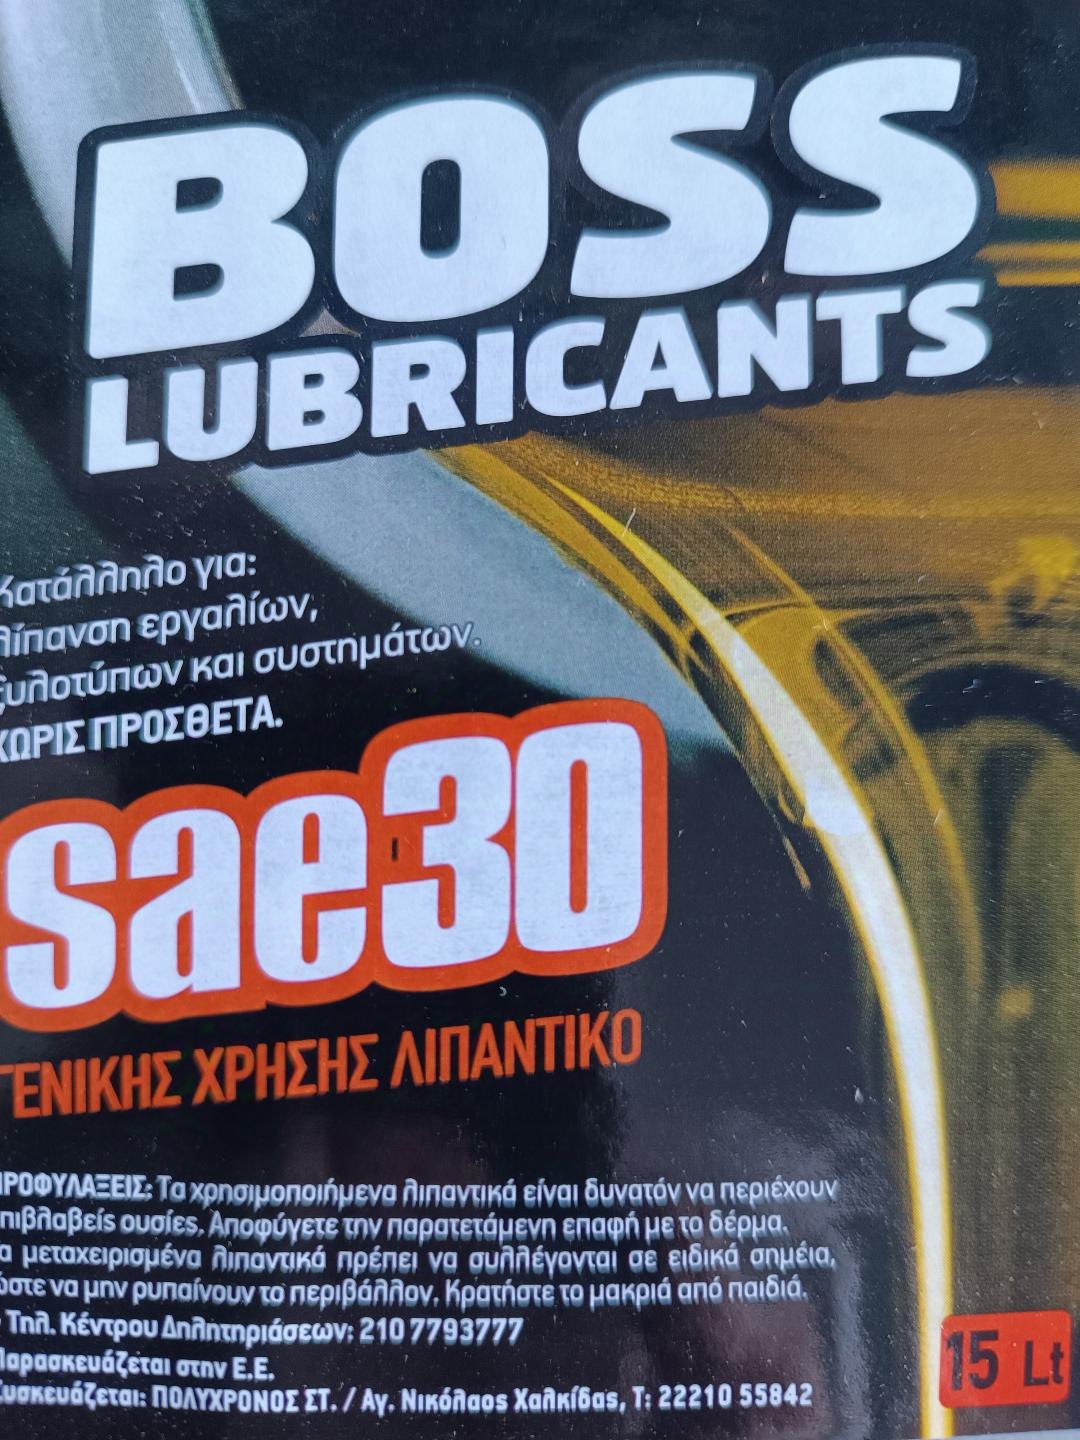 BOSS
LUBRICANTS
Κατάλληλο για:
λίπανση εργαλίων,
ξυλοτύπων και συστημάτων.
ΧΩΡΙΣ ΠΡΟΣΘΕΤΑ.
sae30
ΓΕΝΙΚΗΣ ΧΡΗΣΗΣ ΛΙΠΑΝΤΙΚΟ
ΠΡΟΦΥΛΑΞΕΙΣ: Τα χρησιμοποιήμενα λιπαντικά είναι δυνατόν να περιέχουν
επιβλαβείς ουσίες. Αποφύγετε την παρατετάμενη επαφή με το δέρμα.
Τα μεταχειρισμένα λιπαντικά πρέπει να συλλέγονται σε ειδικά σημεία,
ώστε να μην ρυπαίνουν το περιβάλλον. Κρατήστε το μακριά από παιδιά.
Τηλ. Κέντρου Δηλητηριάσεων: 210 7793777
Παρασκευάζεται στην Ε.Ε.
Συσκευάζεται: ΠΟΛΥΧΡΟΝΟΣ ΣΤ. / Αγ. Νικόλαος Χαλκίδας, Τ: 22210 55842
15 Lt